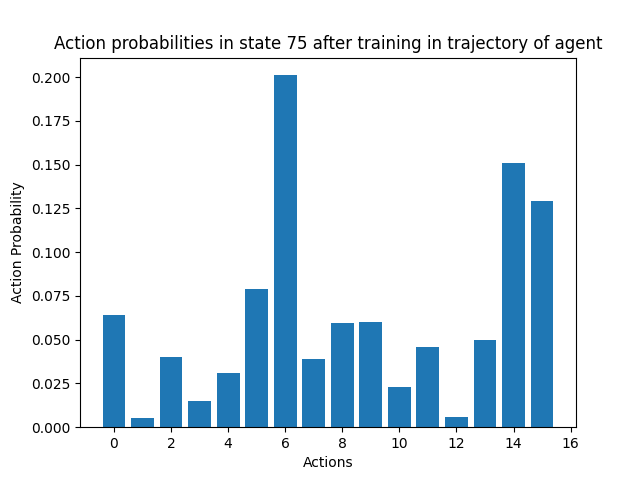 Action probabilities in state 75 after training in trajectory of agent
0.200
0.175
0.150
0.125
0.100
0.075
0.050
0.025
0.000
Action Probability
0 2 4 6 8 10 12 14 16
Actions